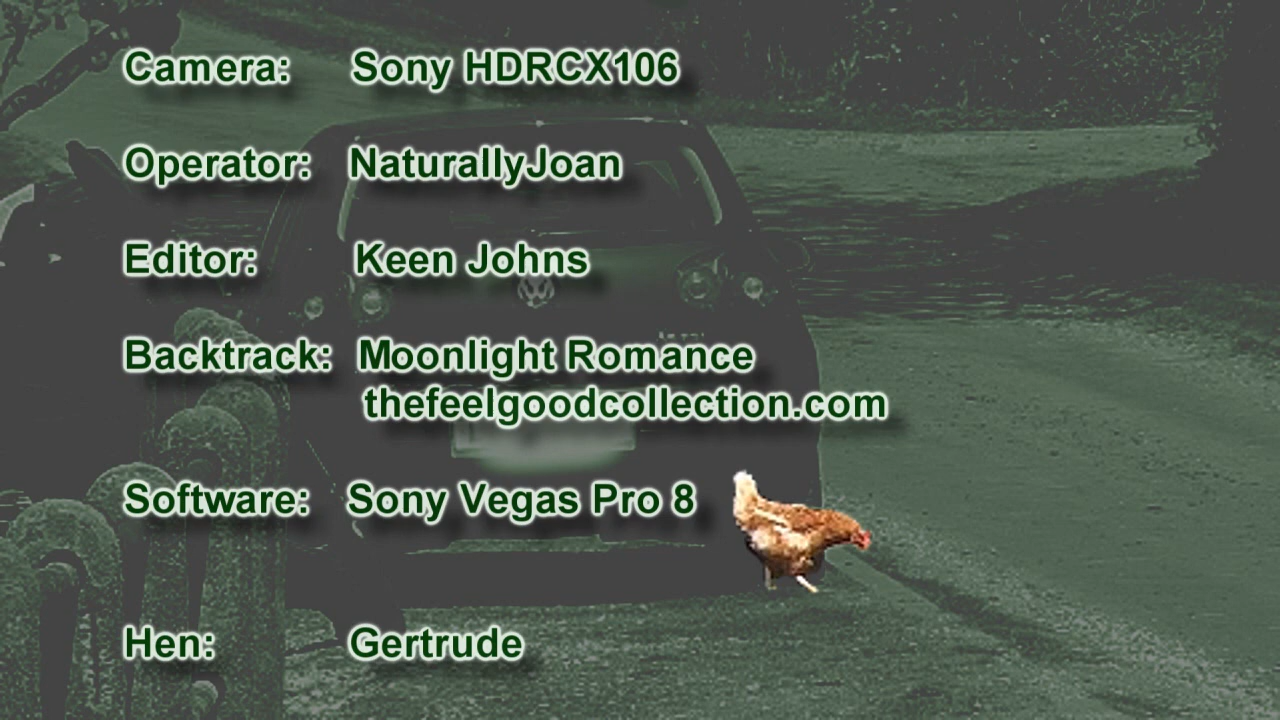 Camera: Sony HDRCX106
Operator: NaturallyJoan
Editor: Keen Johns
Backtrack: Moonlight Romance
thefeelgoodcollection.com
Software: Sony Vegas Pro 8
Hen: Gertrude